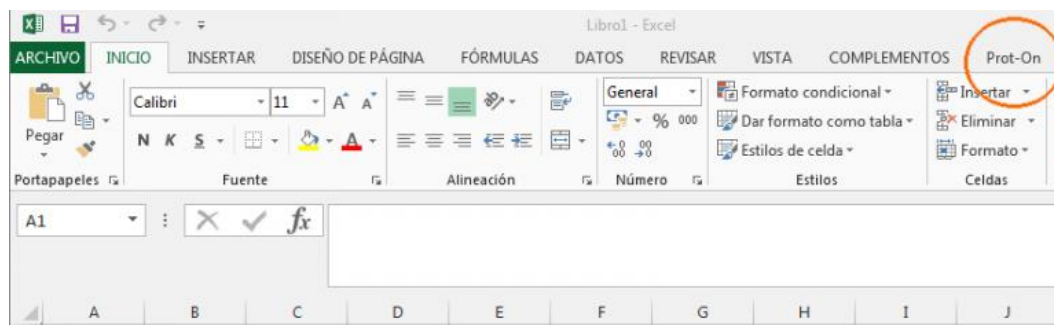 Libro1 - Excel
ARCHIVO INICIO INSERTAR DISEÑO DE PÁGINA FÓRMULAS DATOS REVISAR VISTA COMPLEMENTOS Prot-On
Calibri 11 A A General Formato condicional Insertar
Pegar N K S A % 000 Dar formato como tabla Eliminar
Estilos de celda Formato
Portapapeles Fuente Alineación Número Estilos Celdas
A1 fx
A B C D E F G H I J